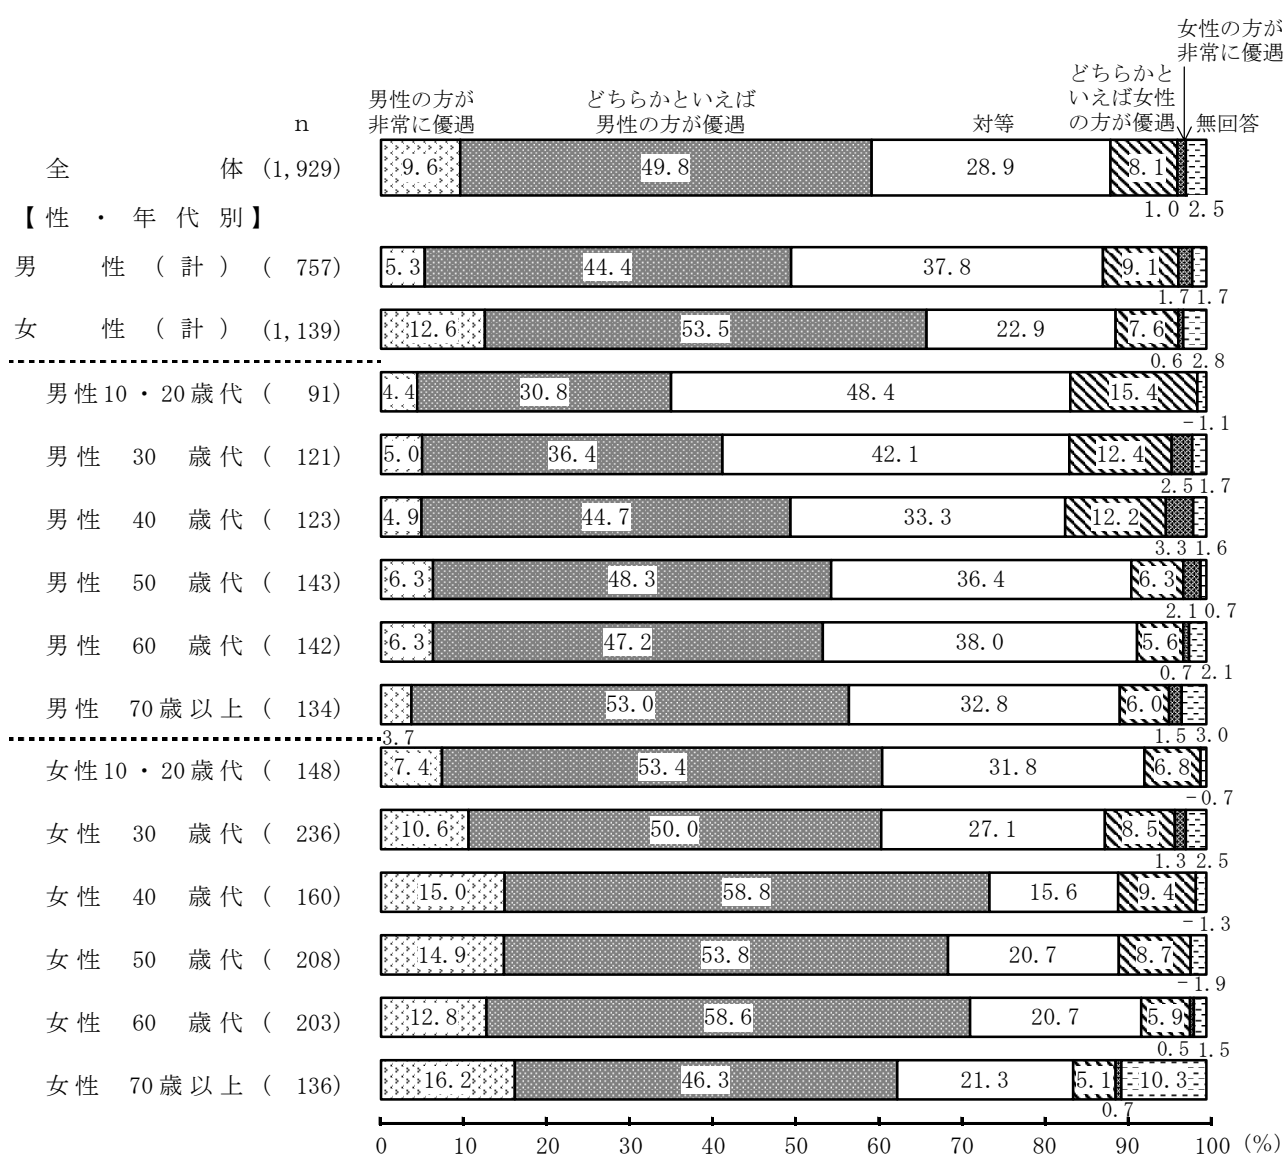 女性の方が
非常に優遇
どちらかと
いえば女性
の方が優遇
男性の方が
非常に優遇
どちらかといえば
男性の方が優遇
対等
無回答
n
全体 (1,929) 9.6 49.8 28.9 8.1
1.0 2.5
【性・年代別】
男性(計) ( 757) 5.3 44.4 37.8 9.1
1.7 1.7
女性(計) (1,139) 12.6 53.5 22.9 7.6
0.6 2.8
男性10・20歳代 ( 91) 4.4 30.8 48.4 15.4
- 1.1
男性 30 歳代 ( 121) 5.0 36.4 42.1 12.4
2.5 1.7
男性 40 歳代 ( 123) 4.9 44.7 33.3 12.2
3.3 1.6
男性 50 歳代 ( 143) 6.3 48.3 36.4 6.3
2.1 0.7
男性 60 歳代 ( 142) 6.3 47.2 38.0 5.6
0.7 2.1
男性 70歳以上 ( 134) 53.0 32.8 6.0
3.7 1.5 3.0
女性10・20歳代 ( 148) 7.4 53.4 31.8 6.8
- 0.7
女性 30 歳代 ( 236) 10.6 50.0 27.1 8.5
1.3 2.5
女性 40 歳代 ( 160) 15.0 58.8 15.6 9.4
- 1.3
女性 50 歳代 ( 208) 14.9 53.8 20.7 8.7
- 1.9
女性 60 歳代 ( 203) 12.8 58.6 20.7 5.9
0.5 1.5
女性 70歳以上 ( 136) 16.2 46.3 21.3 5.1 10.3
0.7
0 10 20 30 40 50 60 70 80 90 100 (%)